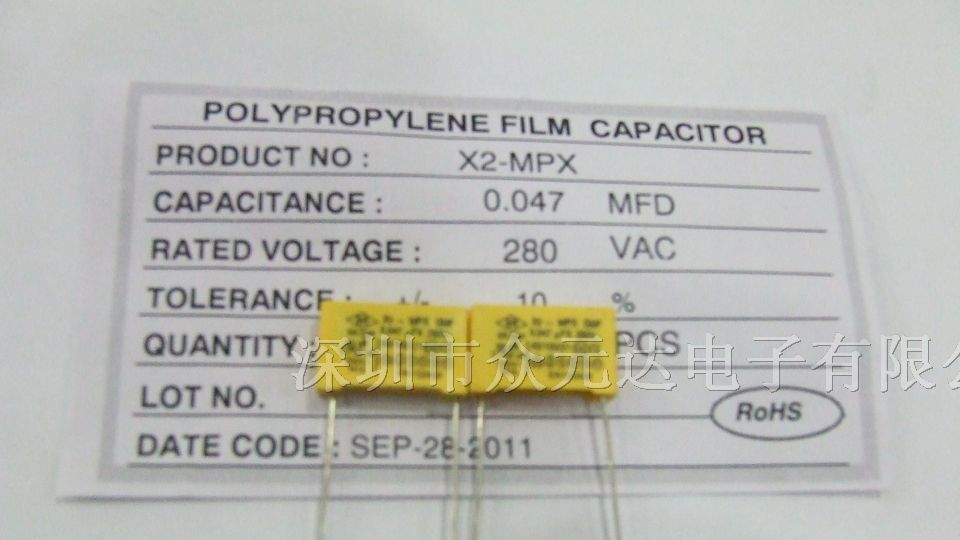 POLYPROPYLENE FILM CAPACITOR
PRODUCT NO : X2-MPX
CAPACITANCE : 0.047 MFD
RATED VOLTAGE : 280 VAC
TOLERANCE : +/- 10 %
QUANTITY PCS
深圳市众元达电子有限公
LOT NO.
RoHS
DATE CODE : SEP-28-2011